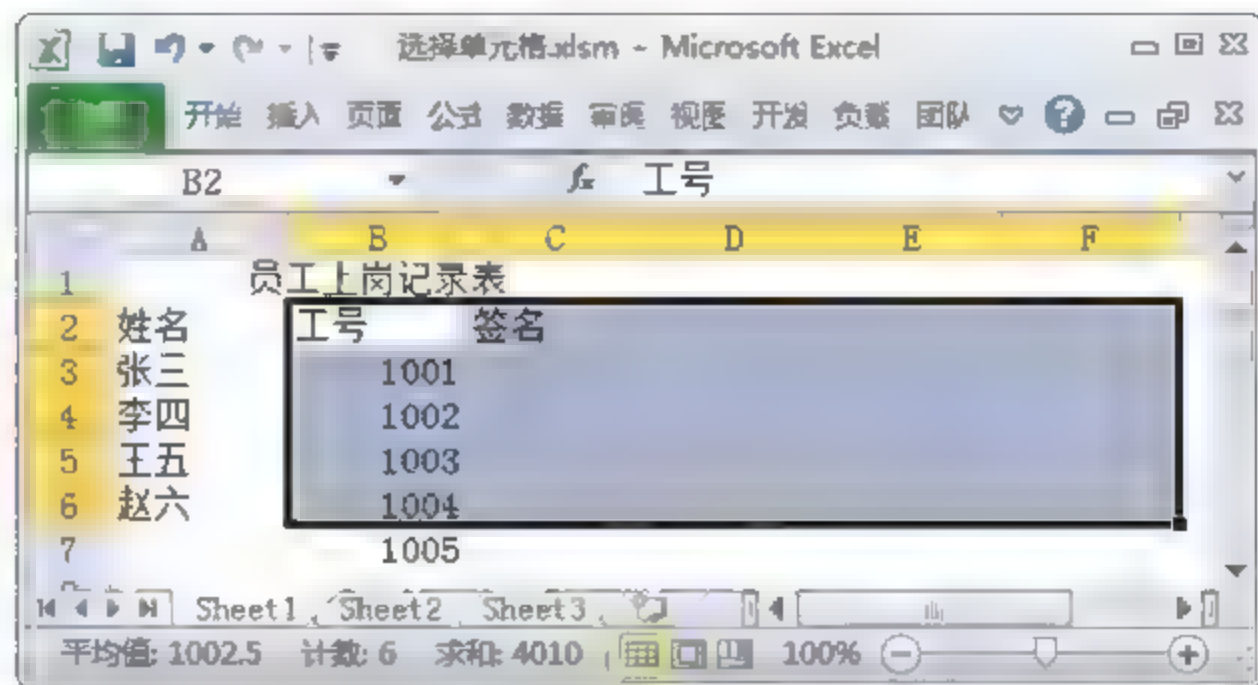 选择单元格.xlsm - Microsoft Excel
开始 插入 页面 公式 数据 审阅 视图 开发 负载 团队
B2 fx 工号
A B C D E F
1 员工上岗记录表
2 姓名 工号 签名
3 张三 1001
4 李四 1002
5 王五 1003
6 赵六 1004
7 1005
Sheet1 Sheet2 Sheet3
平均值: 1002.5 计数: 6 求和: 4010 100%